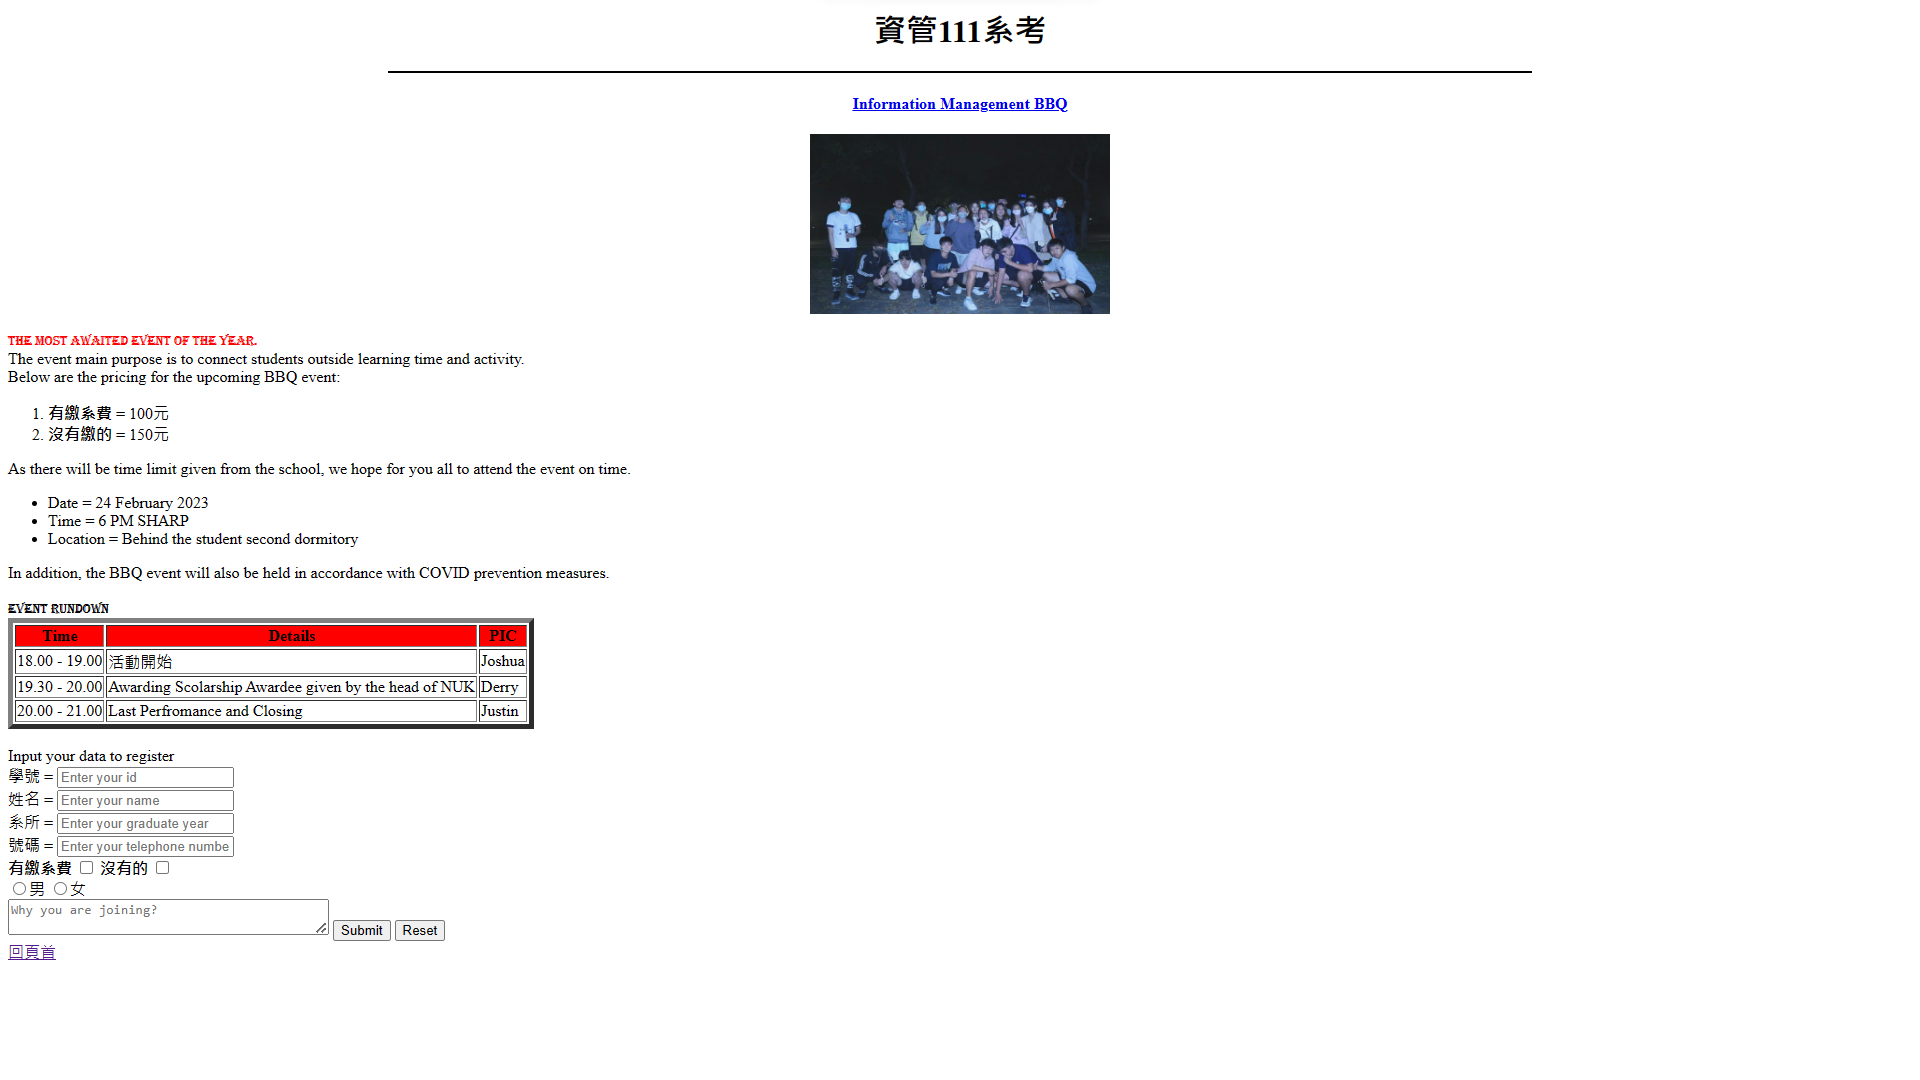 資管111系考
Information Management BBQ
THE MOST AWAITED EVENT OF THE YEAR.
The event main purpose is to connect students outside learning time and activity.
Below are the pricing for the upcoming BBQ event:
1. 有繳系費 = 100元
2. 沒有繳的 = 150元
As there will be time limit given from the school, we hope for you all to attend the event on time.
• Date = 24 February 2023
• Time = 6 PM SHARP
• Location = Behind the student second dormitory
In addition, the BBQ event will also be held in accordance with COVID prevention measures.
EVENT RUNDOWN
Time Details PIC
18.00 - 19.00 活動開始 Joshua
19.30 - 20.00 Awarding Scolarship Awardee given by the head of NUK Derry
20.00 - 21.00 Last Perfromance and Closing Justin
Input your data to register
學號 = Enter your id
姓名 = Enter your name
系所 = Enter your graduate year
號碼 = Enter your telephone numbe
有繳系費 沒有的
男 女
Why you are joining? Submit Reset
回頁首